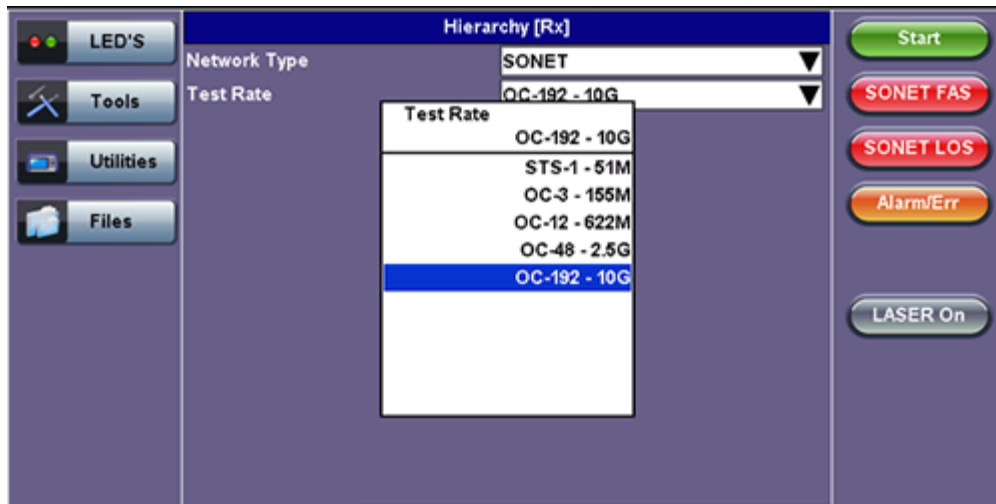 LED'S
Tools
Utilities
Files
Hierarchy [Rx]
Network Type
SONET
Test Rate
OC-192 - 10G
Test Rate
OC-192 - 10G
STS-1 - 51M
OC-3 - 155M
OC-12 - 622M
OC-48 - 2.5G
OC-192 - 10G
Start
SONET FAS
SONET LOS
Alarm/Err
LASER On